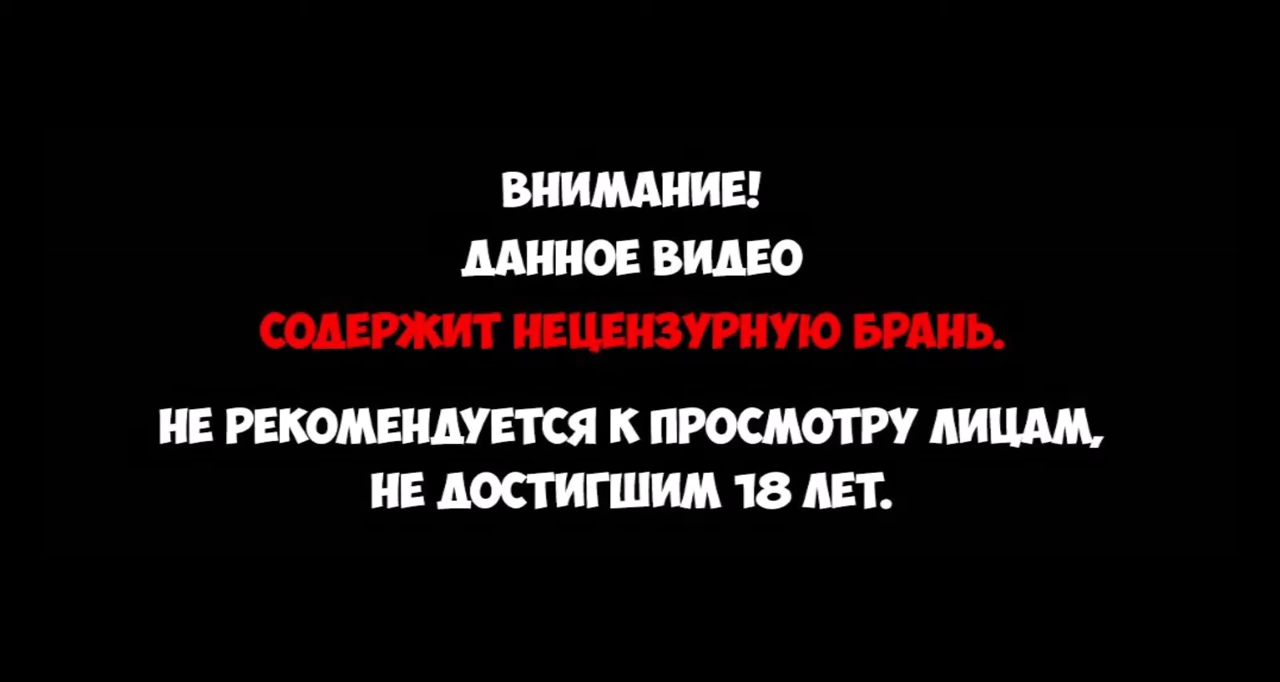 ВНИМАНИЕ!
ДАННОЕ ВИДЕО
СОДЕРЖИТ НЕЦЕНЗУРНУЮ БРАНЬ.
НЕ РЕКОМЕНДУЕТСЯ К ПРОСМОТРУ ЛИЦАМ,
НЕ ДОСТИГШИМ 18 ЛЕТ.